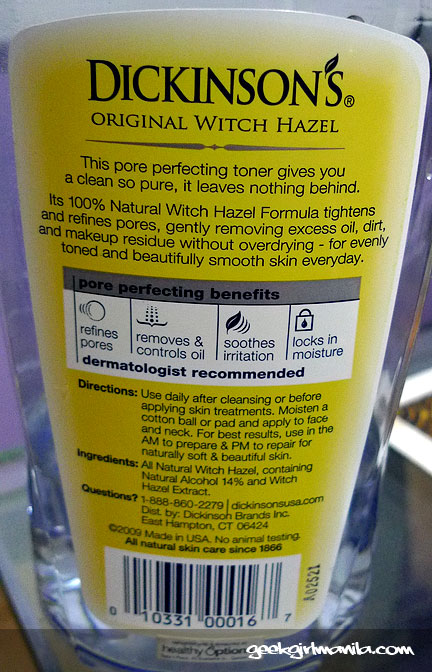 DICKINSON'S®
ORIGINAL WITCH HAZEL
This pore perfecting toner gives you
a clean so pure, it leaves nothing behind.
Its 100% Natural Witch Hazel Formula tightens
and refines pores, gently removing excess oil, dirt,
and makeup residue without overdrying - for evenly
toned and beautifully smooth skin everyday.
pore perfecting benefits
refines pores
removes & controls oil
soothes irritation
locks in moisture
dermatologist recommended
Directions: Use daily after cleansing or before
applying skin treatments. Moisten a
cotton ball or pad and apply to face
and neck. For best results, use in the
AM to prepare & PM to repair for
naturally soft & beautiful skin.
Ingredients: All Natural Witch Hazel, containing
Natural Alcohol 14% and Witch
Hazel Extract.
Questions? 1-888-860-2279 | dickinsonsusa.com
Dist. by: Dickinson Brands Inc.
East Hampton, CT 06424
©2009 Made in USA. No animal testing.
All natural skin care since 1866
A02521
0 10331 00016 7
healthy options
geekgirlmanila.com